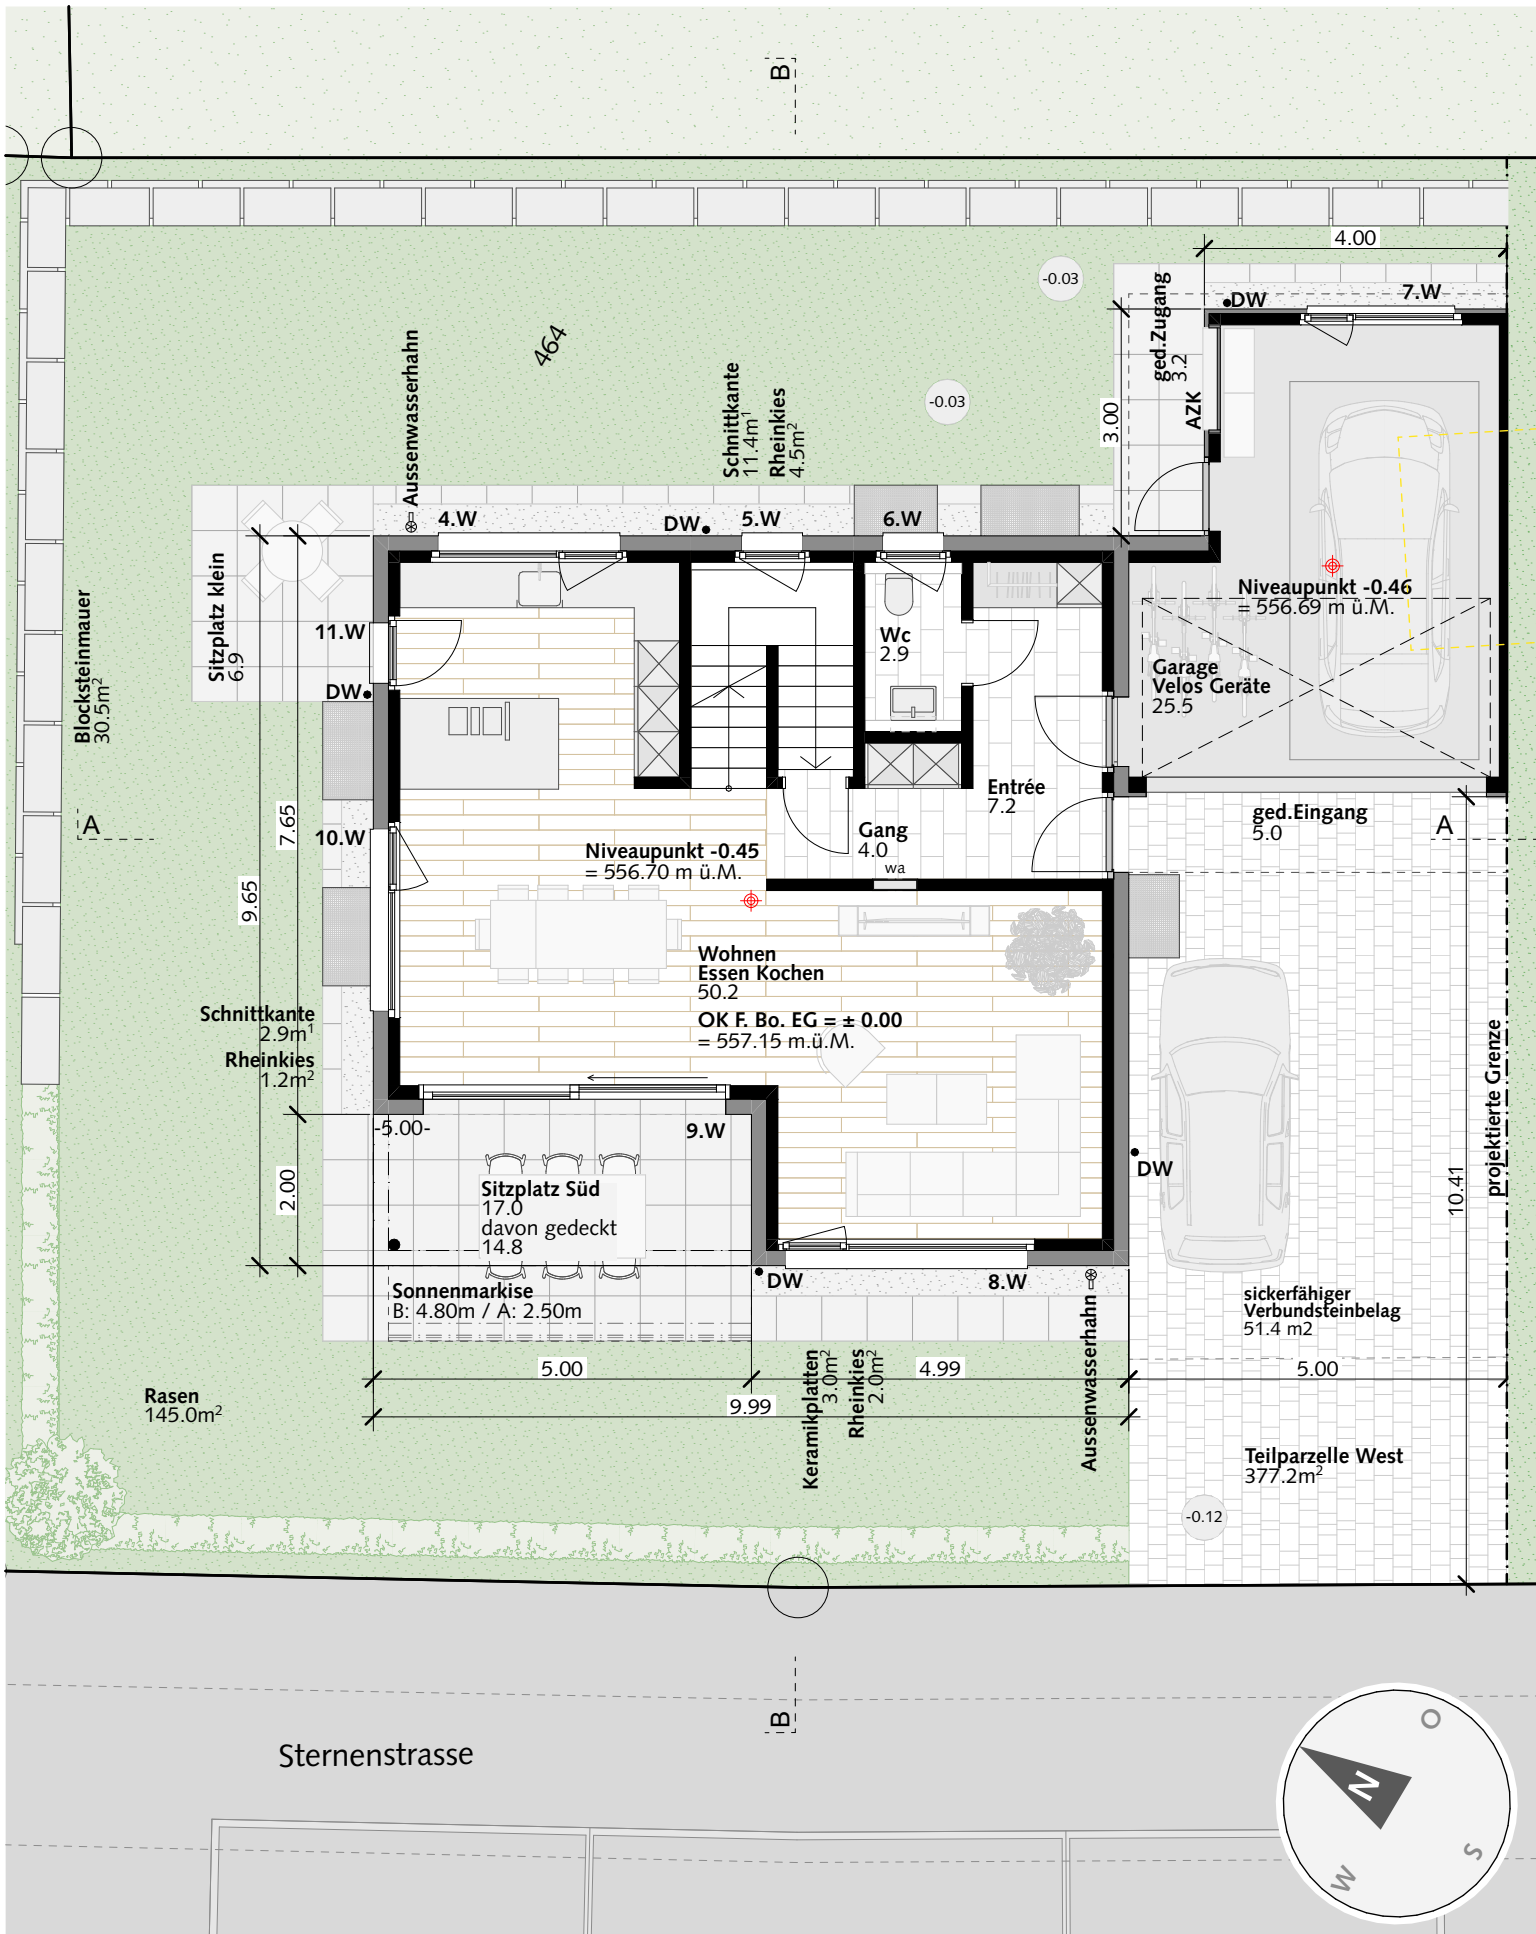 B
4.00
-0.03
ged.Zugang
3.2
DW
7.W
464
Aussenwasserhahn
Schnittkante
11.4m¹
Rheinkies
4.5m²
-0.03
3.00
AZK
4.W
DW
5.W
6.W
Sitzplatz klein
6.9
Blocksteinmauer
30.5m²
11.W
DW
Wc
2.9
Niveaupunkt -0.46
= 556.69 m ü.M.
Garage
Velos Geräte
25.5
Entrée
7.2
A
7.65
10.W
Gang
4.0
wa
ged.Eingang
5.0
A
Niveaupunkt -0.45
= 556.70 m ü.M.
9.65
Wohnen
Essen Kochen
50.2
OK F. Bo. EG = ± 0.00
= 557.15 m.ü.M.
Schnittkante
2.9m¹
Rheinkies
1.2m²
projektierte Grenze
-5.00-
9.W
DW
2.00
Sitzplatz Süd
17.0
davon gedeckt
14.8
10.41
DW
8.W
Sonnenmarkise
B: 4.80m / A: 2.50m
sickerfähiger
Verbundsteinbelag
51.4 m2
Aussenwasserhahn
5.00
4.99
5.00
Keramikplatten
3.0m²
Rheinkies
2.0m²
9.99
Rasen
145.0m²
Teilparzelle West
377.2m²
-0.12
B
Sternenstrasse
N
O
S
W